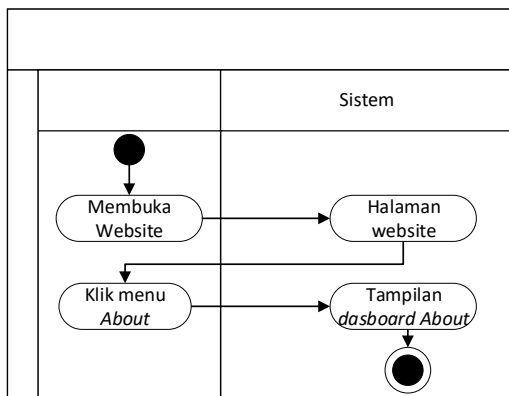 Sistem
Membuka
Website
Halaman
website
Klik menu
About
Tampilan
dasboard About